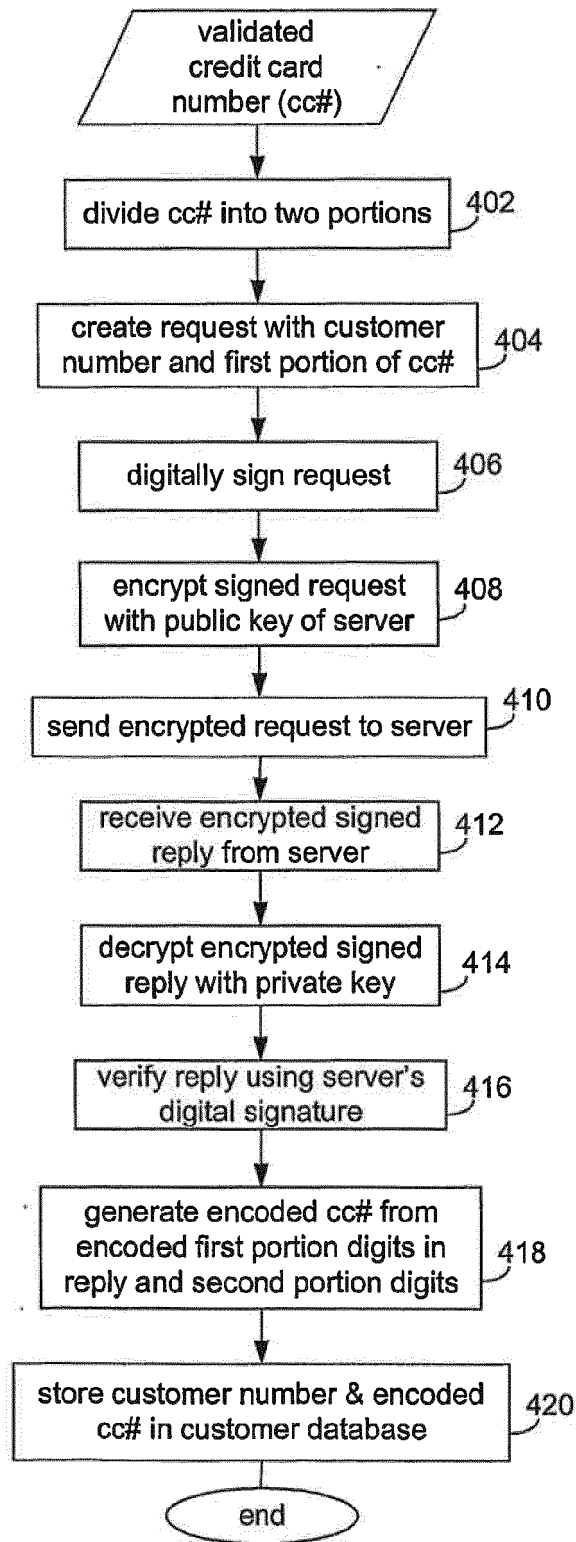 validated
credit card
number (cc#)
divide cc# into two portions
402
create request with customer
number and first portion of cc#
404
digitally sign request
406
encrypt signed request
with public key of server
408
send encrypted request to server
410
receive encrypted signed
reply from server
412
decrypt encrypted signed
reply with private key
414
verify reply using server's
digital signature
416
generate encoded cc# from
encoded first portion digits in
reply and second portion digits
418
store customer number & encoded
cc# in customer database
420
end